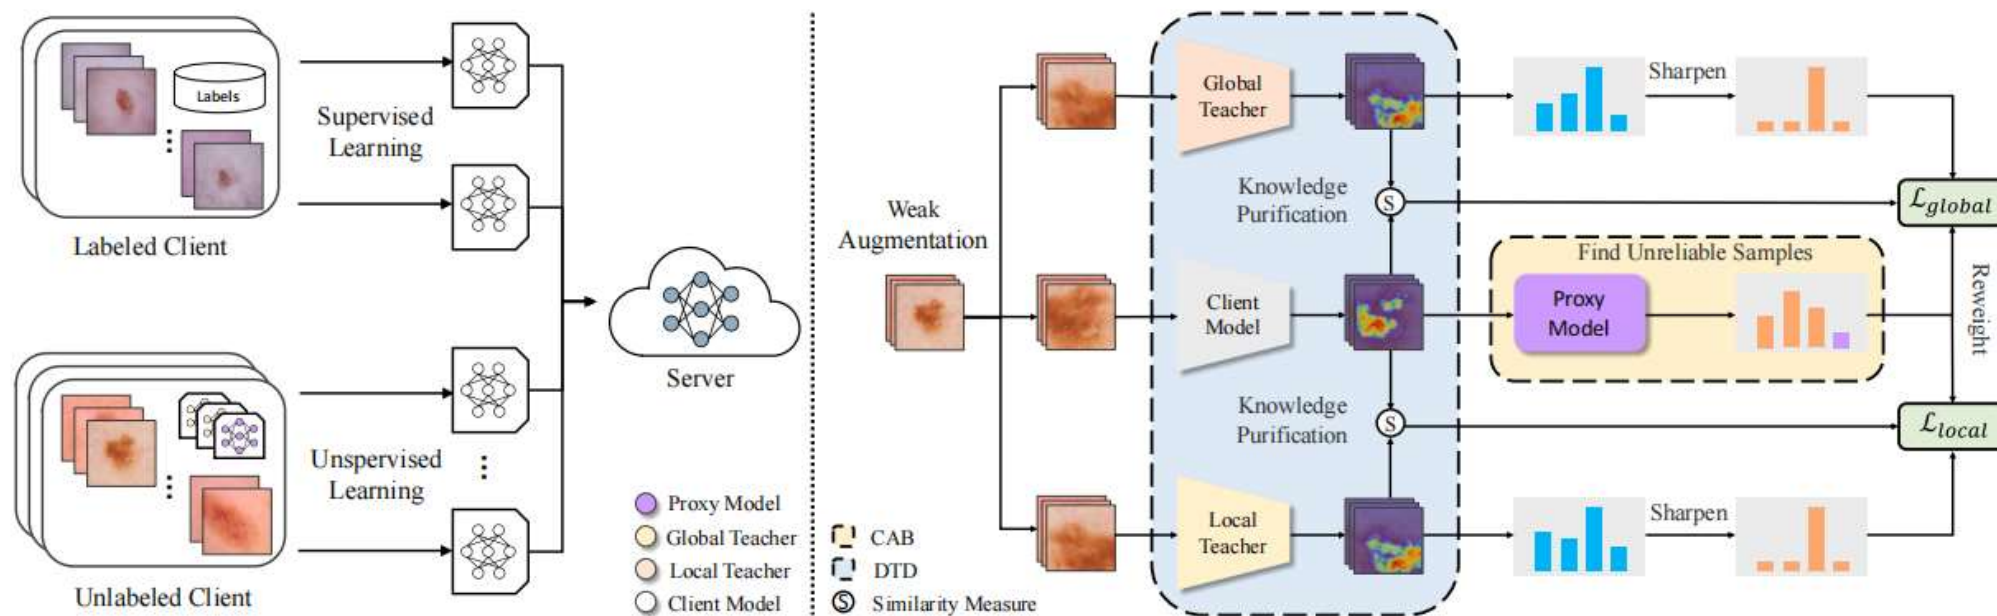 Labels
Supervised
Learning
Labeled Client
Unspervised
Learning
Unlabeled Client
Server
Proxy Model
Global Teacher
Local Teacher
Client Model
Weak
Augmentation
Global
Teacher
Knowledge
Purification
S
Client
Model
Knowledge
Purification
S
Local
Teacher
Sharpen
ℒglobal
Find Unreliable Samples
Proxy
Model
Reweight
ℒlocal
Sharpen
CAB
DTD
S Similarity Measure